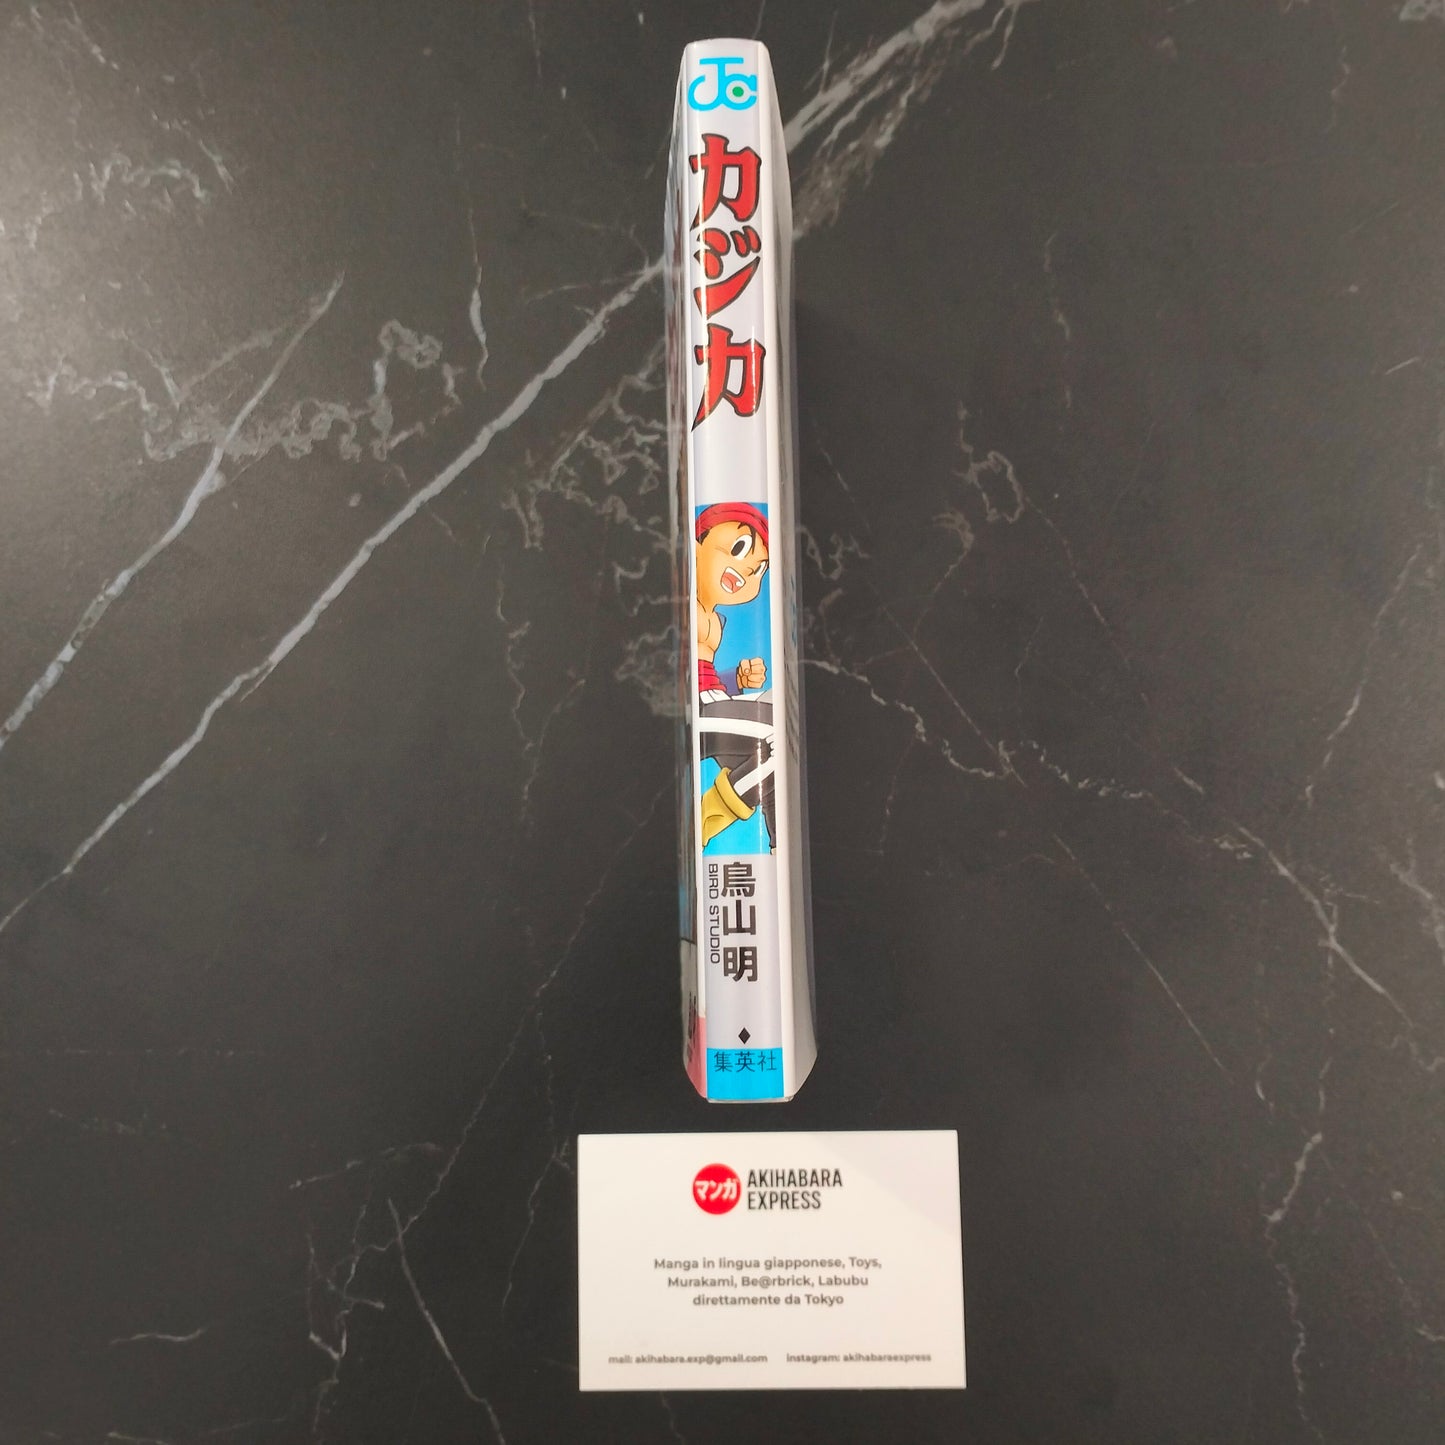 JC
カジカ
鳥山明
BIRD STUDIO
集英社
マンガ
AKIHABARA
EXPRESS
Manga in lingua giapponese, Toys,
Murakami, Be@rbrick, Labubu
direttamente da Tokyo
mail: akihabara.exp@gmail.com instagram: akihabaraexpress